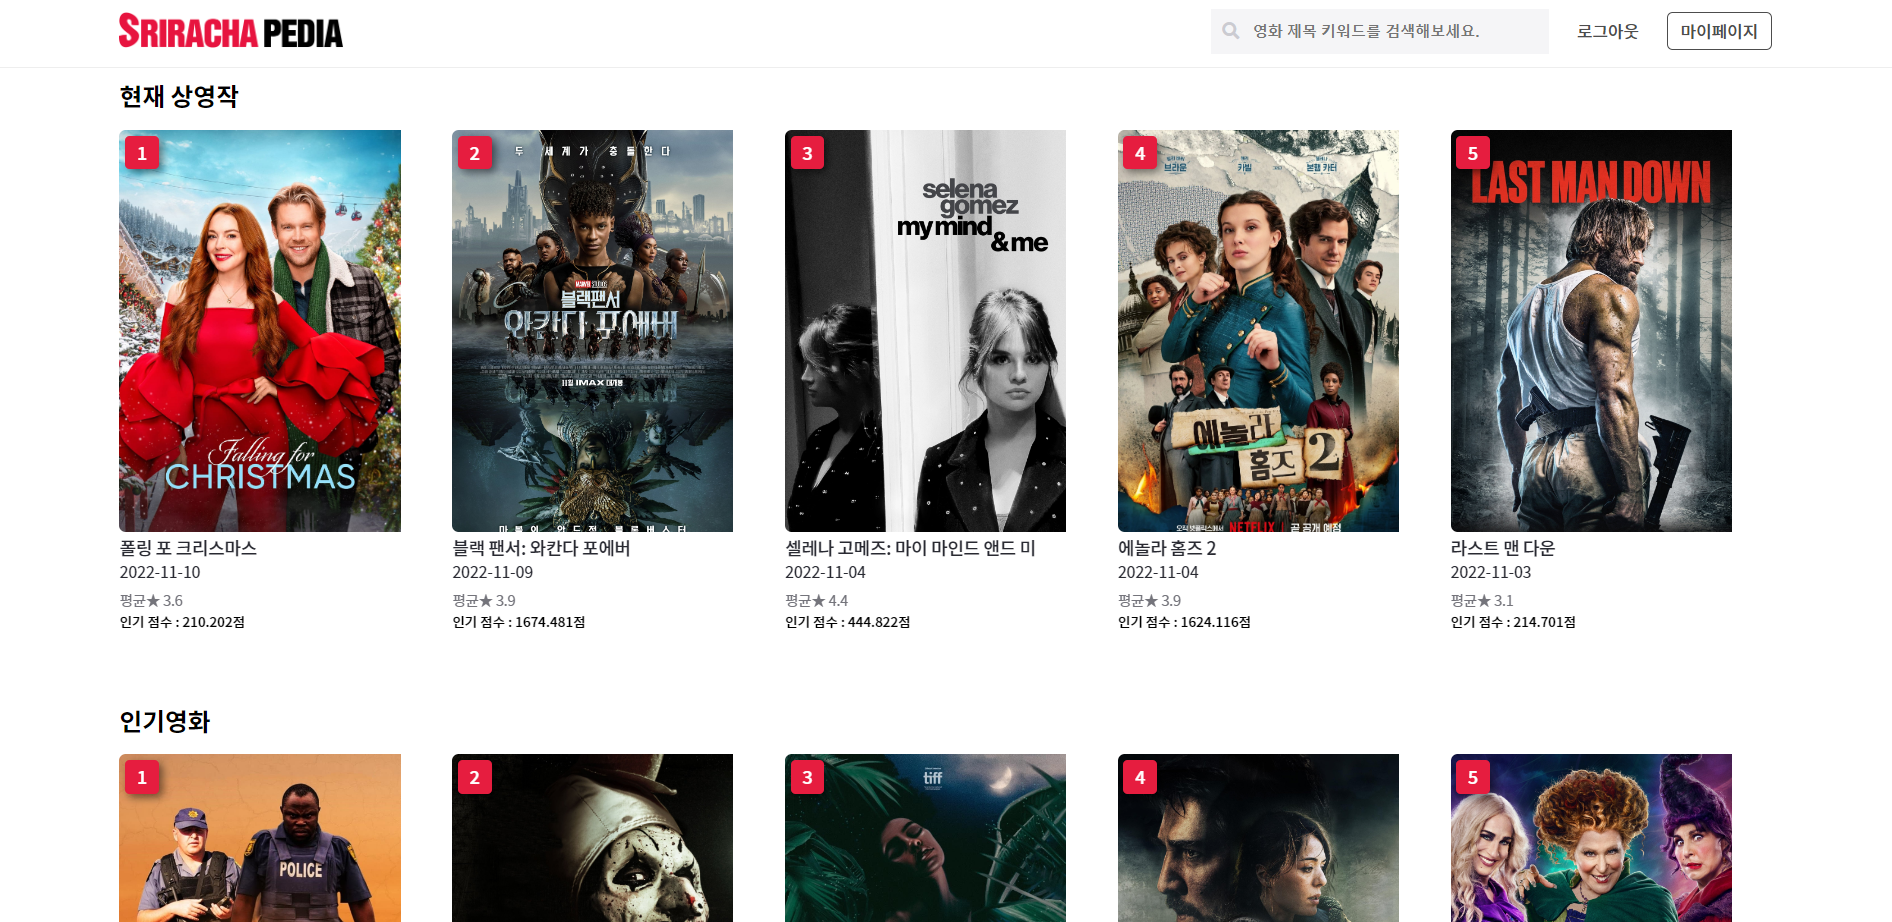 SRIRACHA PEDIA
영화 제목 키워드를 검색해보세요.
로그아웃
마이페이지
현재 상영작
1
2
3
4
5
두 세계가 충돌한다
MARVEL STUDIOS
블랙팬서
와칸다 포에버
11월 IMAX 대개봉
selena
gomez
my mind
& me
브라운
카빌
본햄 카터
에놀라
홈즈 2
NETFLIX
곧 공개 예정
LAST MAN DOWN
Falling for
CHRISTMAS
폴링 포 크리스마스
2022-11-10
평균★ 3.6
인기 점수 : 210.202점
블랙 팬서: 와칸다 포에버
2022-11-09
평균★ 3.9
인기 점수 : 1674.481점
셀레나 고메즈: 마이 마인드 앤드 미
2022-11-04
평균★ 4.4
인기 점수 : 444.822점
에놀라 홈즈 2
2022-11-04
평균★ 3.9
인기 점수 : 1624.116점
라스트 맨 다운
2022-11-03
평균★ 3.1
인기 점수 : 214.701점
인기영화
1
2
3
4
5
POLICE
tiff